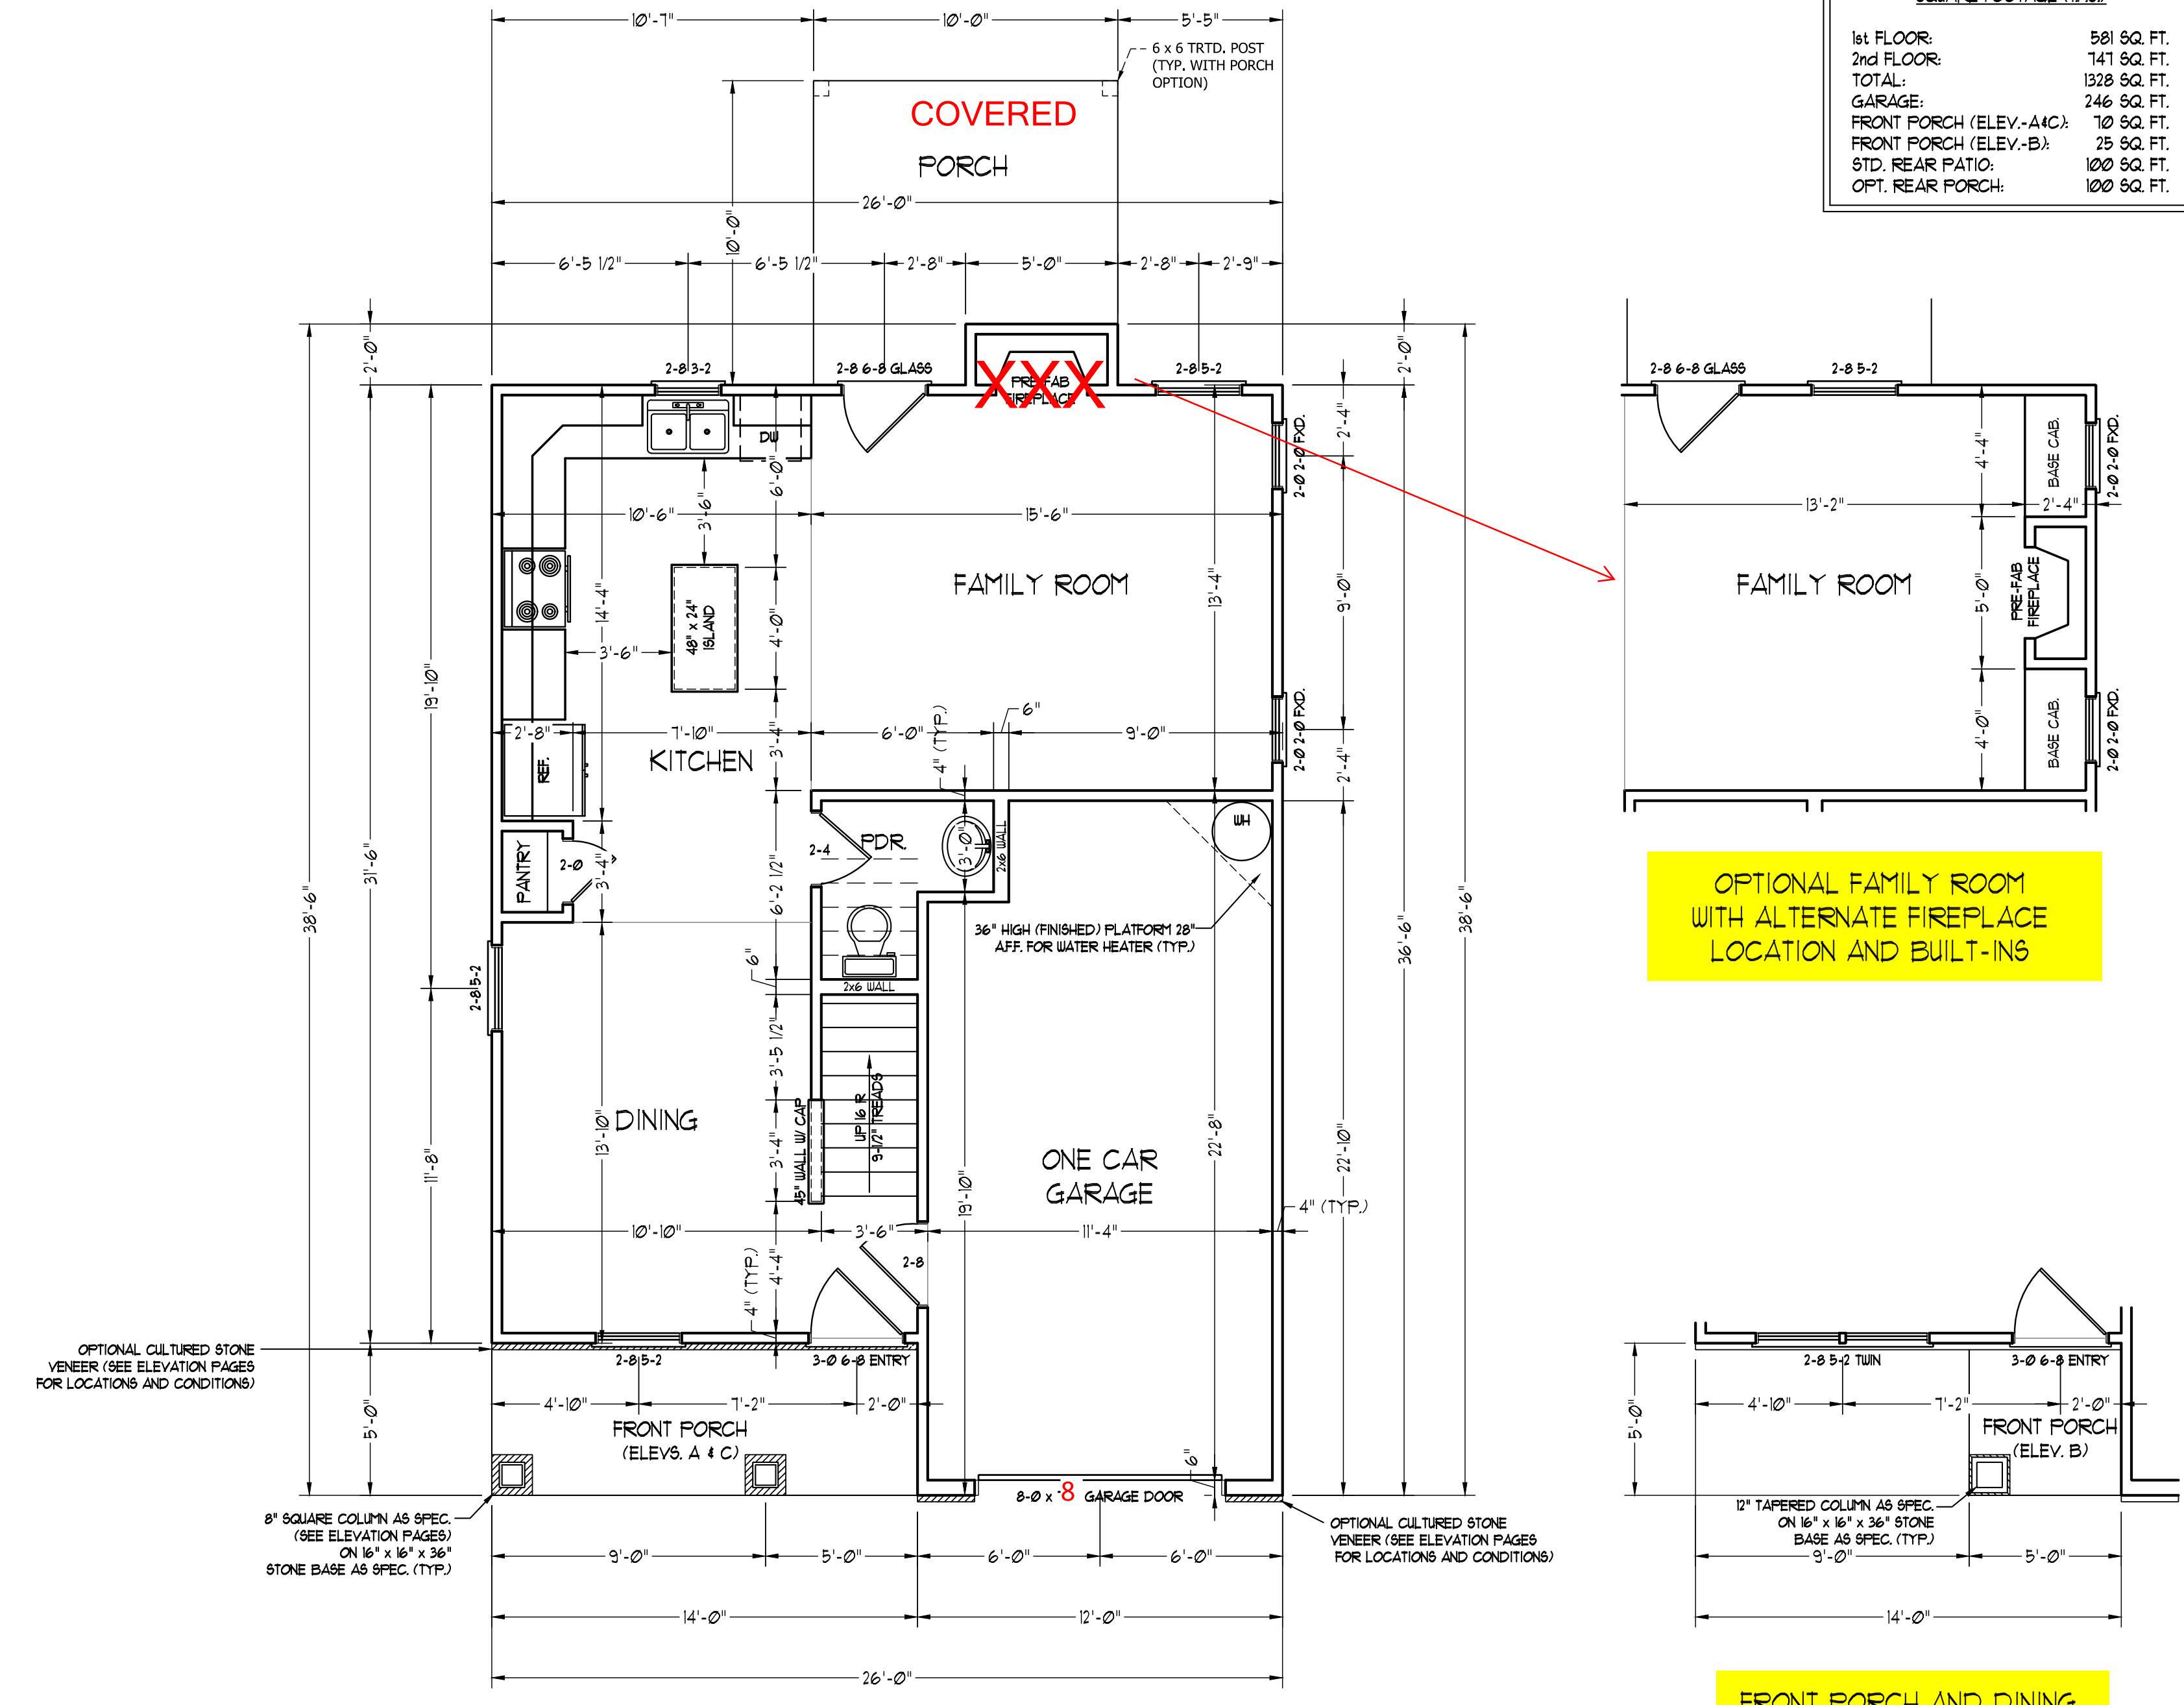 10'-7"
10'-0"
5'-5"
6 x 6 TRTD. POST
(TYP. WITH PORCH
OPTION)
1st FLOOR: 581 SQ. FT.
2nd FLOOR: 747 SQ. FT.
TOTAL: 1328 SQ. FT.
GARAGE: 246 SQ. FT.
FRONT PORCH (ELEV.-A&C): 70 SQ. FT.
FRONT PORCH (ELEV.-B): 25 SQ. FT.
STD. REAR PATIO: 100 SQ. FT.
OPT. REAR PORCH: 100 SQ. FT.
COVERED
PORCH
26'-0"
10'-0"
6'-5 1/2"
6'-5 1/2"
2'-8"
5'-0"
2'-8"
2'-9"
2'-0"
2'-0"
2-8 3-2
2-8 6-8 GLASS
XXX
PRE-FAB
FIREPLACE
2-8 5-2
2'-4"
2-0 2-0 FXD.
DW
6'-0"
3'-6"
10'-6"
15'-6"
FAMILY ROOM
13'-4"
9'-0"
14'-4"
48" x 24"
ISLAND
4'-0"
3'-6"
19'-10"
2'-8"
7'-10"
3'-4"
6'-0"
4" (TYP.)
6"
9'-0"
2-0 2-0 FXD.
2'-4"
KITCHEN
REF.
31'-6"
38'-6"
PANTRY
2-0
3'-4"
2-4
PDR.
3'-0"
2x6 WALL
WH
6'-2 1/2"
36" HIGH (FINISHED) PLATFORM 28"
A.F.F. FOR WATER HEATER (TYP.)
36'-6"
38'-6"
2-8 5-2
6"
2x6 WALL
3'-5 1/2"
UP 16 R
9-1/2" TREADS
45" WALL W/ CAP
3'-4"
DINING
13'-10"
11'-8"
ONE CAR
GARAGE
19'-10"
22'-8"
22'-10"
4" (TYP.)
10'-10"
3'-6"
11'-4"
2-8
4'-4"
4" (TYP.)
OPTIONAL CULTURED STONE
VENEER (SEE ELEVATION PAGES
FOR LOCATIONS AND CONDITIONS)
2-8 5-2
3-0 6-8 ENTRY
4'-10"
7'-2"
2'-0"
5'-0"
FRONT PORCH
(ELEVS. A & C)
6"
8-0 x 8 GARAGE DOOR
8" SQUARE COLUMN AS SPEC.
(SEE ELEVATION PAGES)
ON 16" x 16" x 36"
STONE BASE AS SPEC. (TYP.)
OPTIONAL CULTURED STONE
VENEER (SEE ELEVATION PAGES
FOR LOCATIONS AND CONDITIONS)
9'-0"
5'-0"
6'-0"
6'-0"
14'-0"
12'-0"
26'-0"
2-8 6-8 GLASS
2-8 5-2
4'-4"
BASE CAB.
2-0 2-0 FXD.
13'-2"
2'-4"
FAMILY ROOM
5'-0"
PRE-FAB
FIREPLACE
4'-0"
BASE CAB.
2-0 2-0 FXD.
OPTIONAL FAMILY ROOM
WITH ALTERNATE FIREPLACE
LOCATION AND BUILT-INS
2-8 5-2 TWIN
3-0 6-8 ENTRY
4'-10"
7'-2"
2'-0"
5'-0"
FRONT PORCH
(ELEV. B)
12" TAPERED COLUMN AS SPEC.
ON 16" x 16" x 36" STONE
BASE AS SPEC. (TYP.)
9'-0"
5'-0"
14'-0"
FRONT PORCH AND DINING